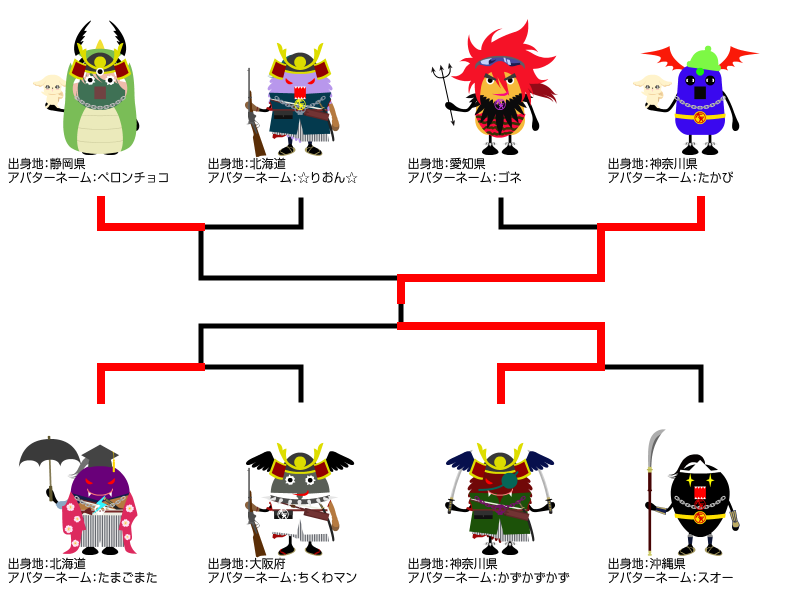 出身地:静岡県
アバターネーム:ペロンチョコ
出身地:北海道
アバターネーム:☆りおん☆
出身地:愛知県
アバターネーム:ゴネ
出身地:神奈川県
アバターネーム:たかび
出身地:北海道
アバターネーム:たまごまた
出身地:大阪府
アバターネーム:ちくわマン
出身地:神奈川県
アバターネーム:かずかずかず
出身地:沖縄県
アバターネーム:スオー